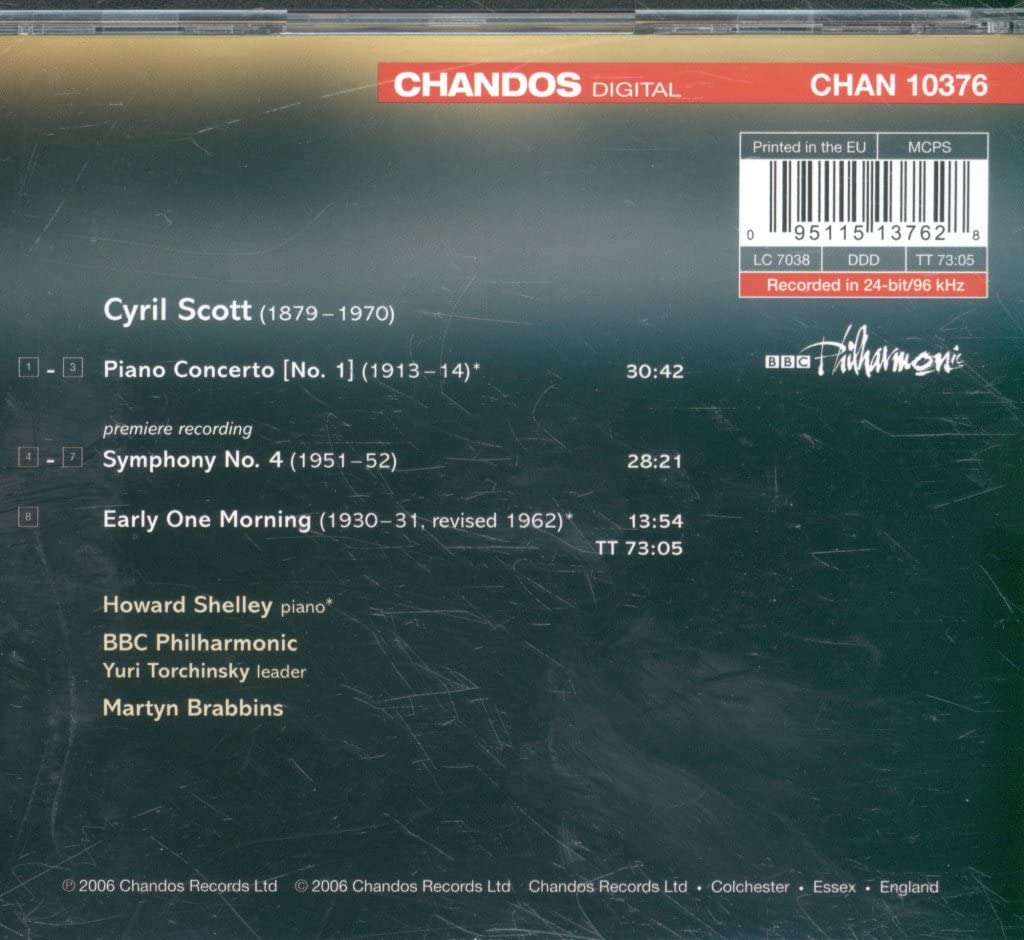 CHANDOS DIGITAL CHAN 10376
Printed in the EU MCPS
0 95115 13762 8
LC 7038 DDD TT 73:05
Recorded in 24-bit/96 kHz
Cyril Scott (1879–1970)
1 - 3 Piano Concerto [No. 1] (1913–14)* 30:42
BBC Philharmonic
premiere recording
4 - 7 Symphony No. 4 (1951–52) 28:21
8 Early One Morning (1930–31, revised 1962)* 13:54
TT 73:05
Howard Shelley piano*
BBC Philharmonic
Yuri Torchinsky leader
Martyn Brabbins
℗ 2006 Chandos Records Ltd © 2006 Chandos Records Ltd Chandos Records Ltd • Colchester • Essex • England